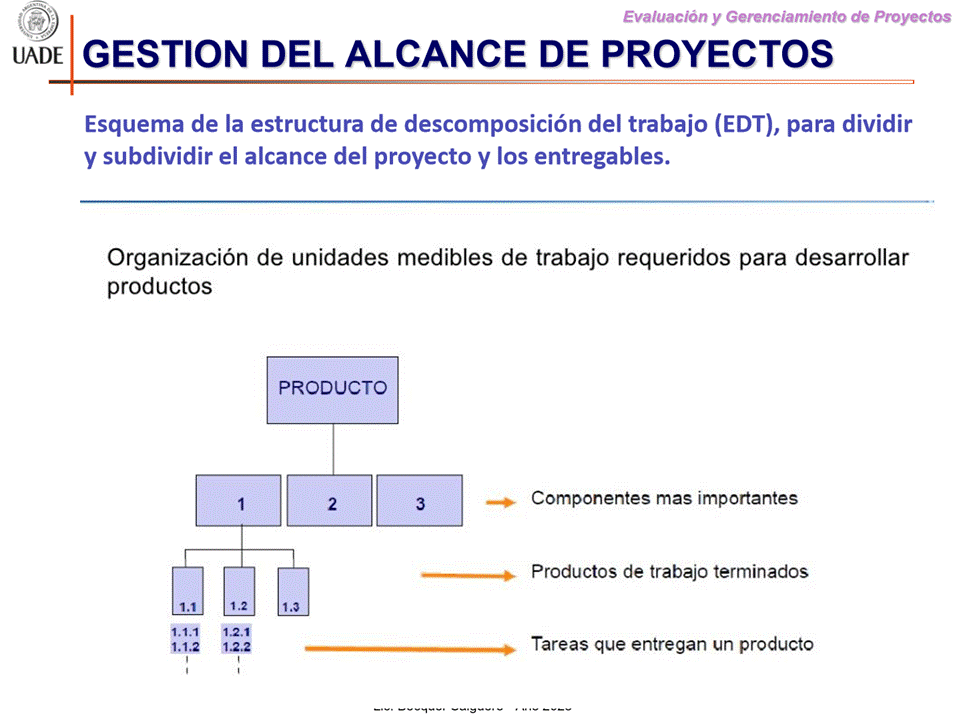 Evaluación y Gerenciamiento de Proyectos
UADE
GESTION DEL ALCANCE DE PROYECTOS
Esquema de la estructura de descomposición del trabajo (EDT), para dividir
y subdividir el alcance del proyecto y los entregables.
Organización de unidades medibles de trabajo requeridos para desarrollar
productos
PRODUCTO
1 2 3
Componentes mas importantes
1.1 1.2 1.3
Productos de trabajo terminados
1.1.1 1.2.1
1.1.2 1.2.2
Tareas que entregan un producto